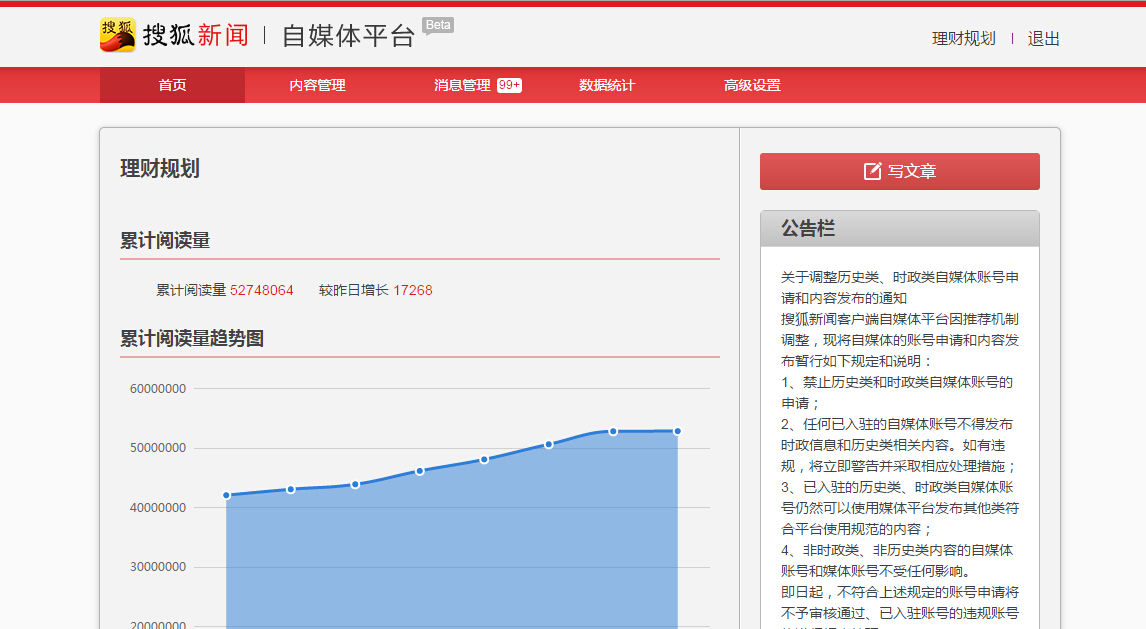 搜狐
搜狐新闻 自媒体平台 Beta
理财规划 退出
首页 内容管理 消息管理 99+ 数据统计 高级设置
理财规划
累计阅读量
累计阅读量 52748064 较昨日增长 17268
累计阅读量趋势图
60000000
50000000
40000000
30000000
20000000
写文章
公告栏
关于调整历史类、时政类自媒体账号申
请和内容发布的通知
搜狐新闻客户端自媒体平台因推荐机制
调整，现将自媒体的账号申请和内容发
布暂行如下规定和说明：
1、禁止历史类和时政类自媒体账号的
申请；
2、任何已入驻的自媒体账号不得发布
时政信息和历史类相关内容。如有违
规，将立即警告并采取相应处理措施；
3、已入驻的历史类、时政类自媒体账
号仍然可以使用媒体平台发布其他类符
合平台使用规范的内容；
4、非时政类、非历史类内容的自媒体
账号和媒体账号不受任何影响。
即日起，不符合上述规定的账号申请将
不予审核通过、已入驻账号的违规账号